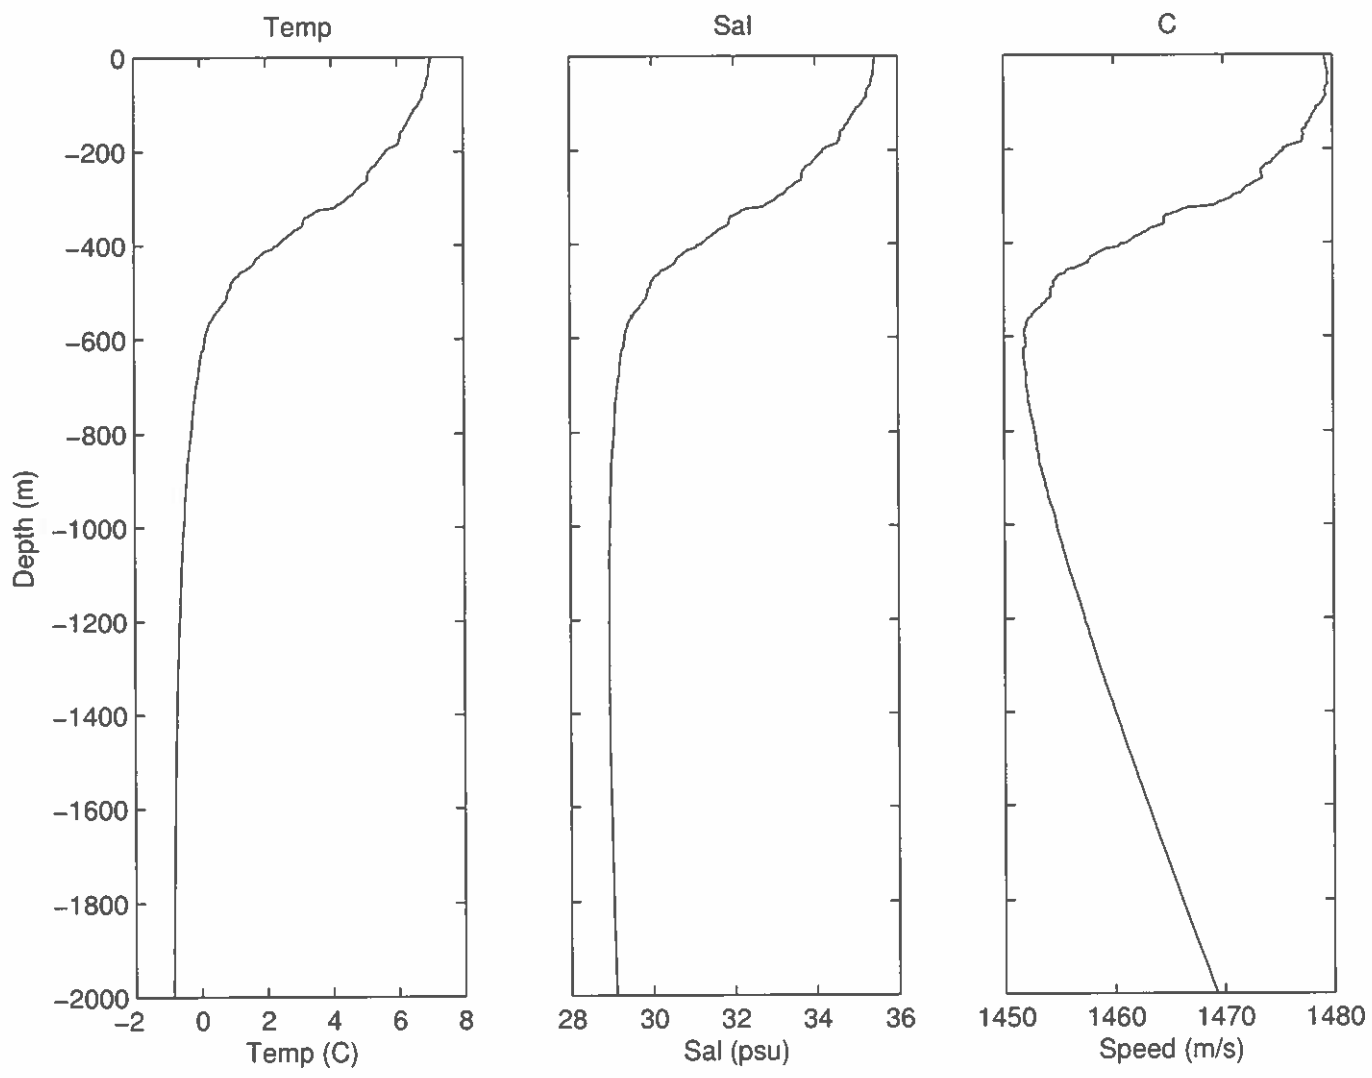 Temp
Sal
C
0
−200
−400
−600
−800
−1000
−1200
−1400
−1600
−1800
−2000
Depth (m)
−2 0 2 4 6 8
28 30 32 34 36
1450 1460 1470 1480
Temp (C)
Sal (psu)
Speed (m/s)